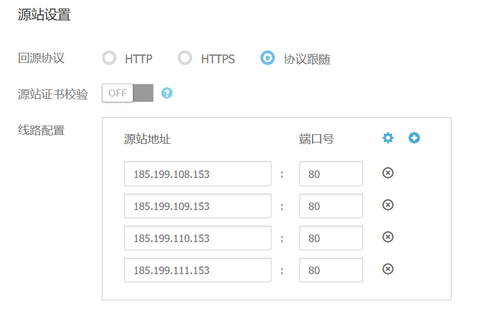 源站设置
回源协议 HTTP HTTPS 协议跟随
源站证书校验 OFF ?
线路配置
源站地址 端口号
185.199.108.153 : 80
185.199.109.153 : 80
185.199.110.153 : 80
185.199.111.153 : 80